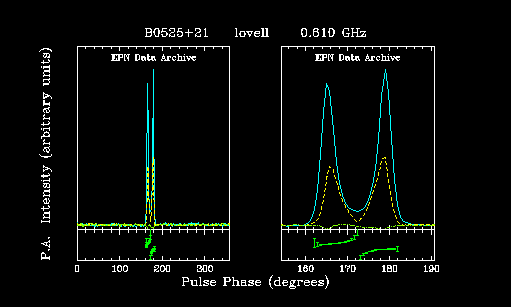 B0525+21 lovell 0.610 GHz
EPN Data Archive
EPN Data Archive
P.A. Intensity (arbitrary units)
0 100 200 300
160 170 180 190
Pulse Phase (degrees)